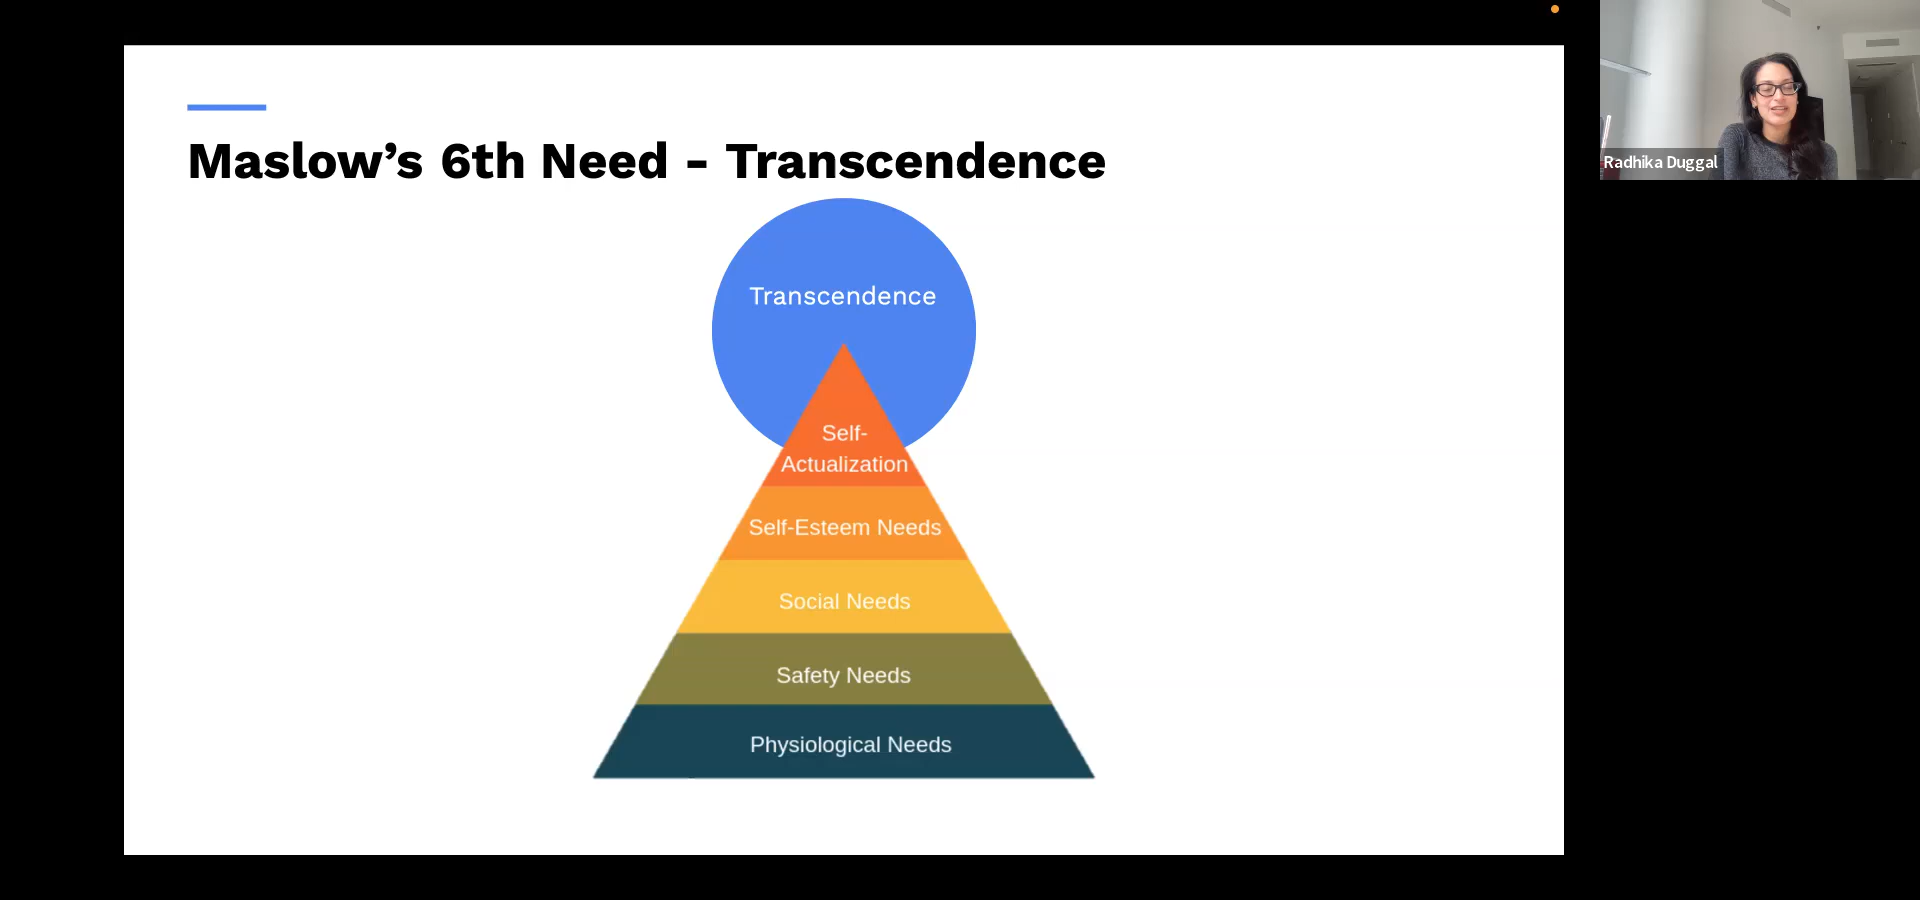 Maslow’s 6th Need - Transcendence
Radhika Duggal
Transcendence
Self-
Actualization
Self-Esteem Needs
Social Needs
Safety Needs
Physiological Needs